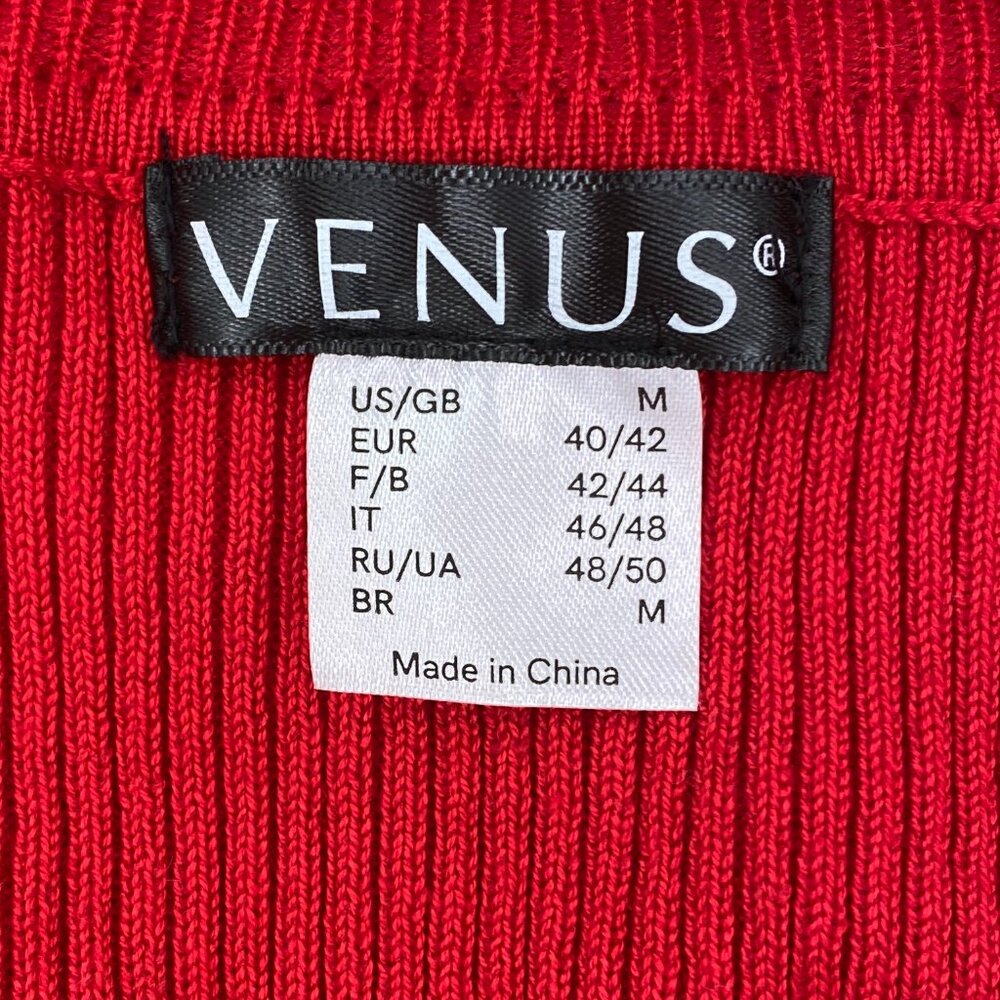 VENUS®
US/GB M
EUR 40/42
F/B 42/44
IT 46/48
RU/UA 48/50
BR M
Made in China